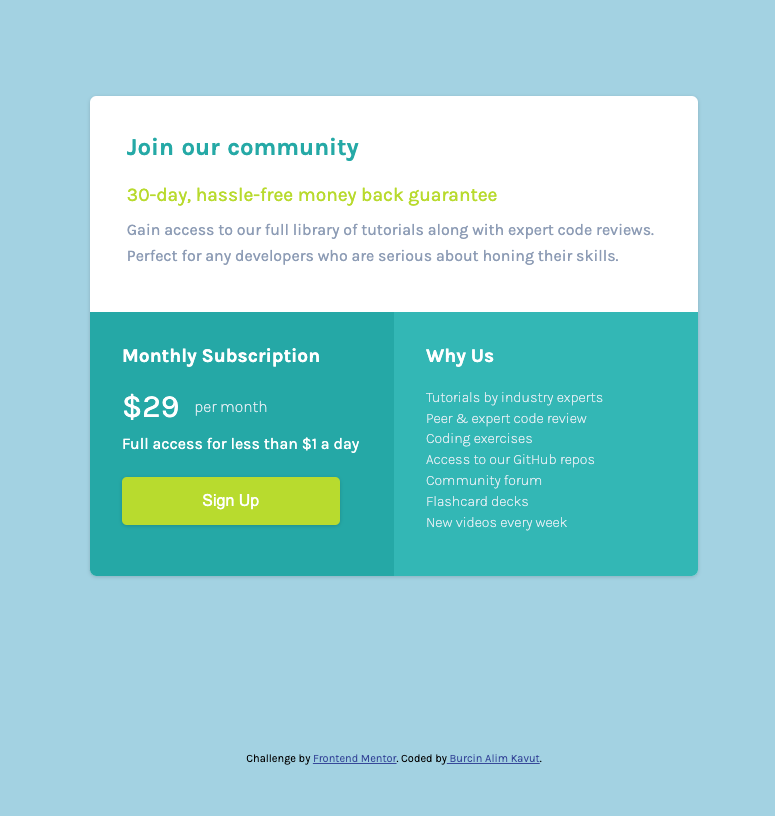 Join our community
30-day, hassle-free money back guarantee
Gain access to our full library of tutorials along with expert code reviews.
Perfect for any developers who are serious about honing their skills.
Monthly Subscription
$29 per month
Full access for less than $1 a day
Sign Up
Why Us
Tutorials by industry experts
Peer & expert code review
Coding exercises
Access to our GitHub repos
Community forum
Flashcard decks
New videos every week
Challenge by Frontend Mentor. Coded by Burcin Alim Kavut.